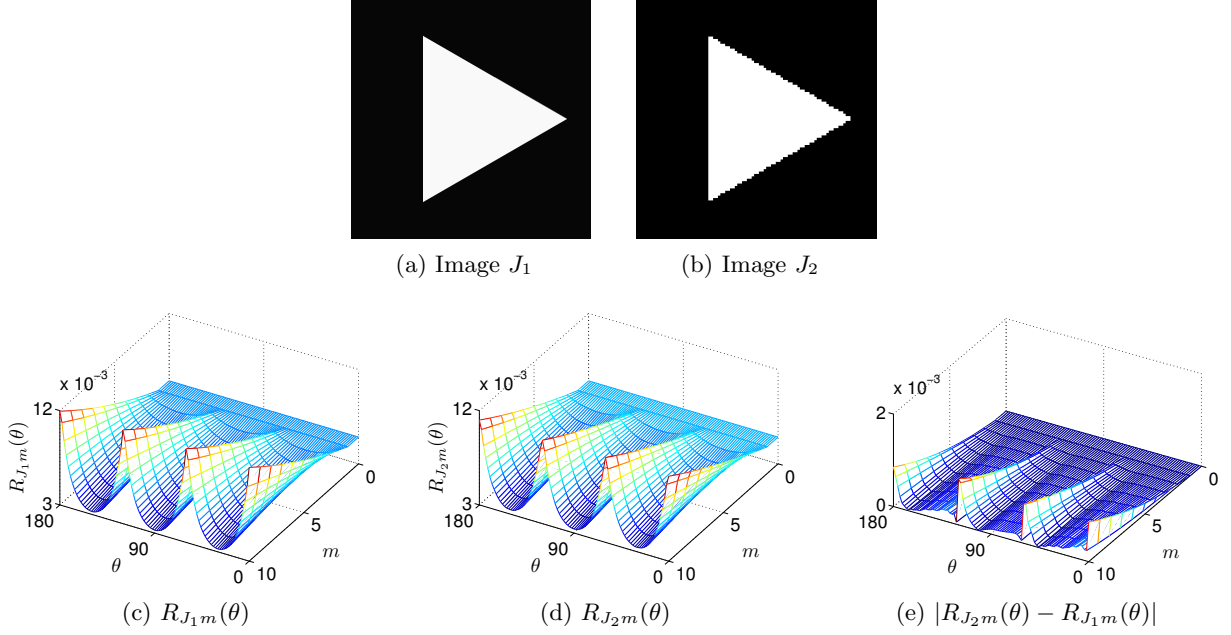 (a) Image J₁
(b) Image J₂
x 10⁻³
12
3
R_{J₁m}(θ)
180
90
0
θ
10
5
0
m
(c) R_{J₁m}(θ)
x 10⁻³
12
3
R_{J₂m}(θ)
180
90
0
θ
10
5
0
m
(d) R_{J₂m}(θ)
x 10⁻³
2
0
180
90
0
θ
10
5
0
m
(e) |R_{J₂m}(θ) − R_{J₁m}(θ)|